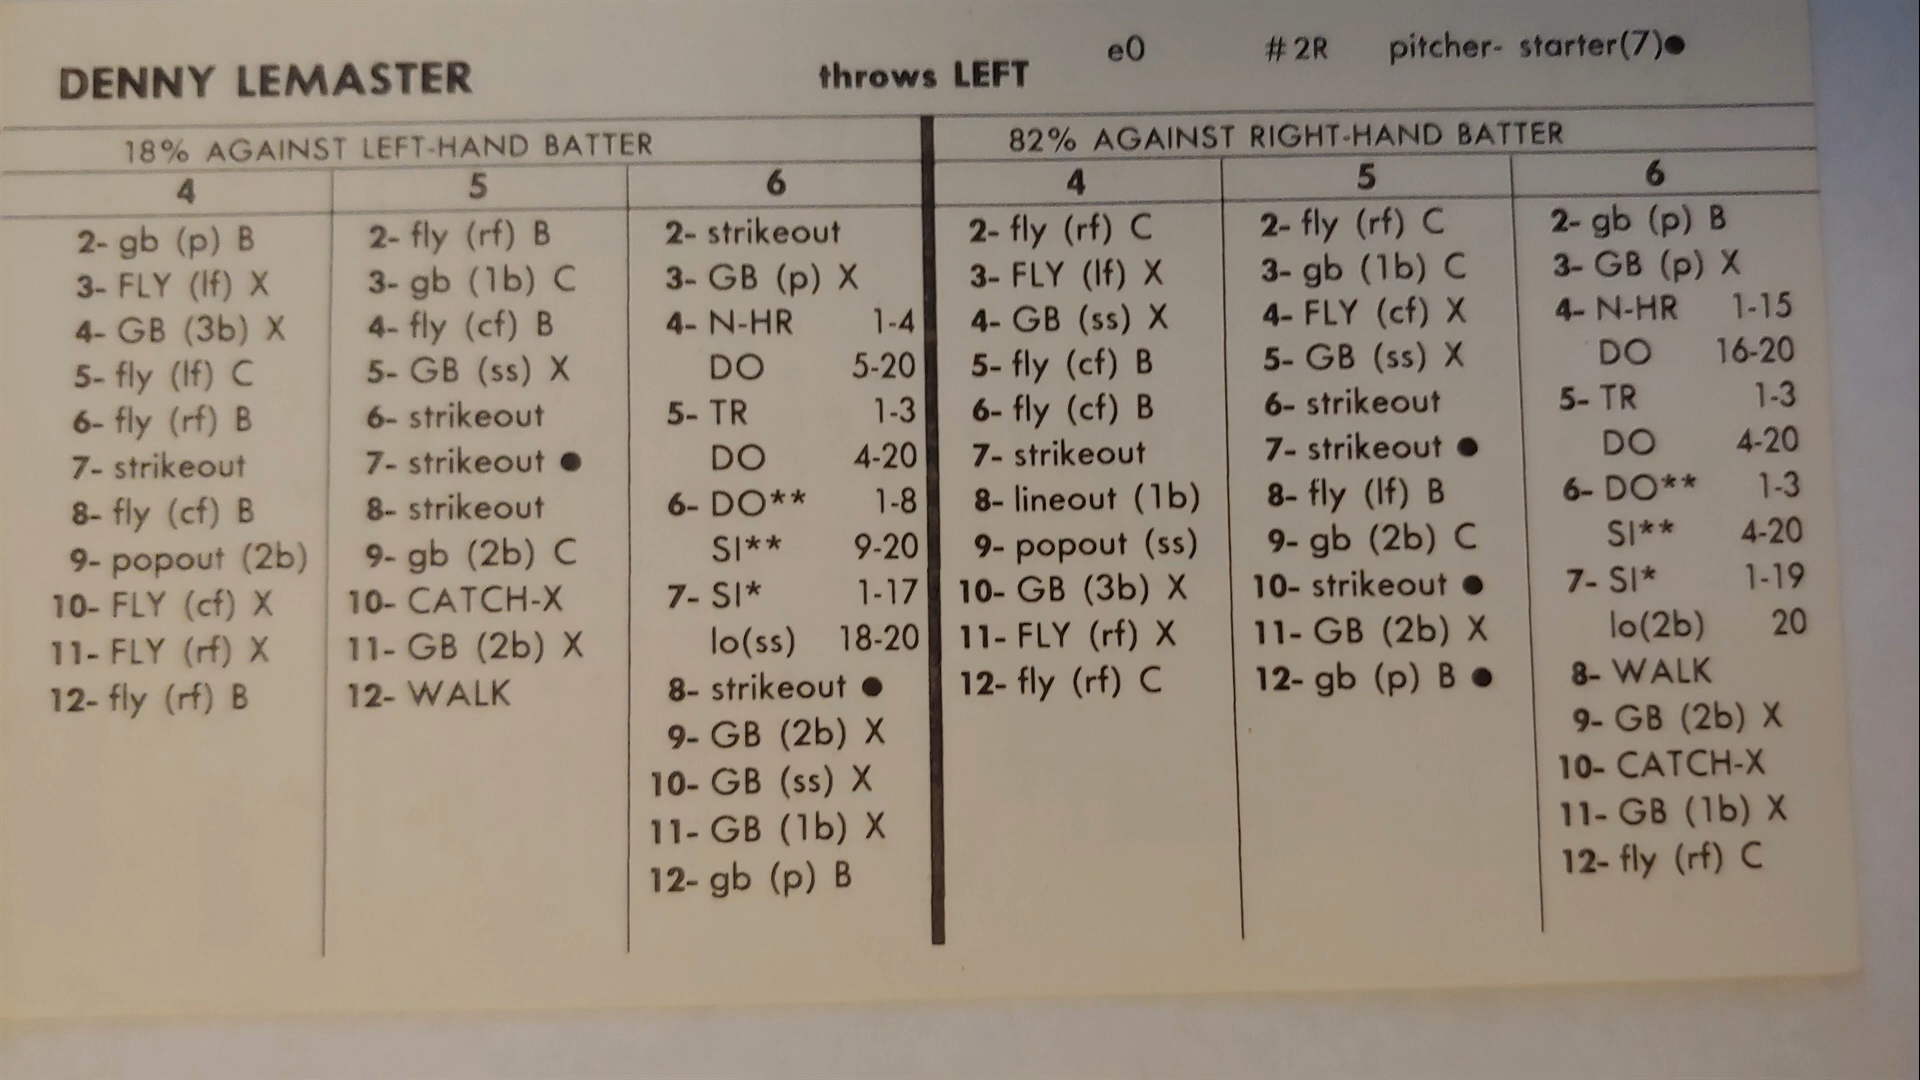 DENNY LEMASTER throws LEFT e0 #2R pitcher- starter(7)●
18% AGAINST LEFT-HAND BATTER
4
2- gb (p) B
3- FLY (lf) X
4- GB (3b) X
5- fly (lf) C
6- fly (rf) B
7- strikeout
8- fly (cf) B
9- popout (2b)
10- FLY (cf) X
11- FLY (rf) X
12- fly (rf) B
5
2- fly (rf) B
3- gb (1b) C
4- fly (cf) B
5- GB (ss) X
6- strikeout
7- strikeout ●
8- strikeout
9- gb (2b) C
10- CATCH-X
11- GB (2b) X
12- WALK
6
2- strikeout
3- GB (p) X
4- N-HR 1-4
DO 5-20
5- TR 1-3
DO 4-20
6- DO** 1-8
SI** 9-20
7- SI* 1-17
lo(ss) 18-20
8- strikeout ●
9- GB (2b) X
10- GB (ss) X
11- GB (1b) X
12- gb (p) B
82% AGAINST RIGHT-HAND BATTER
4
2- fly (rf) C
3- FLY (lf) X
4- GB (ss) X
5- fly (cf) B
6- fly (cf) B
7- strikeout
8- lineout (1b)
9- popout (ss)
10- GB (3b) X
11- FLY (rf) X
12- fly (rf) C
5
2- fly (rf) C
3- gb (1b) C
4- FLY (cf) X
5- GB (ss) X
6- strikeout
7- strikeout ●
8- fly (lf) B
9- gb (2b) C
10- strikeout ●
11- GB (2b) X
12- gb (p) B ●
6
2- gb (p) B
3- GB (p) X
4- N-HR 1-15
DO 16-20
5- TR 1-3
DO 4-20
6- DO** 1-3
SI** 4-20
7- SI* 1-19
lo(2b) 20
8- WALK
9- GB (2b) X
10- CATCH-X
11- GB (1b) X
12- fly (rf) C